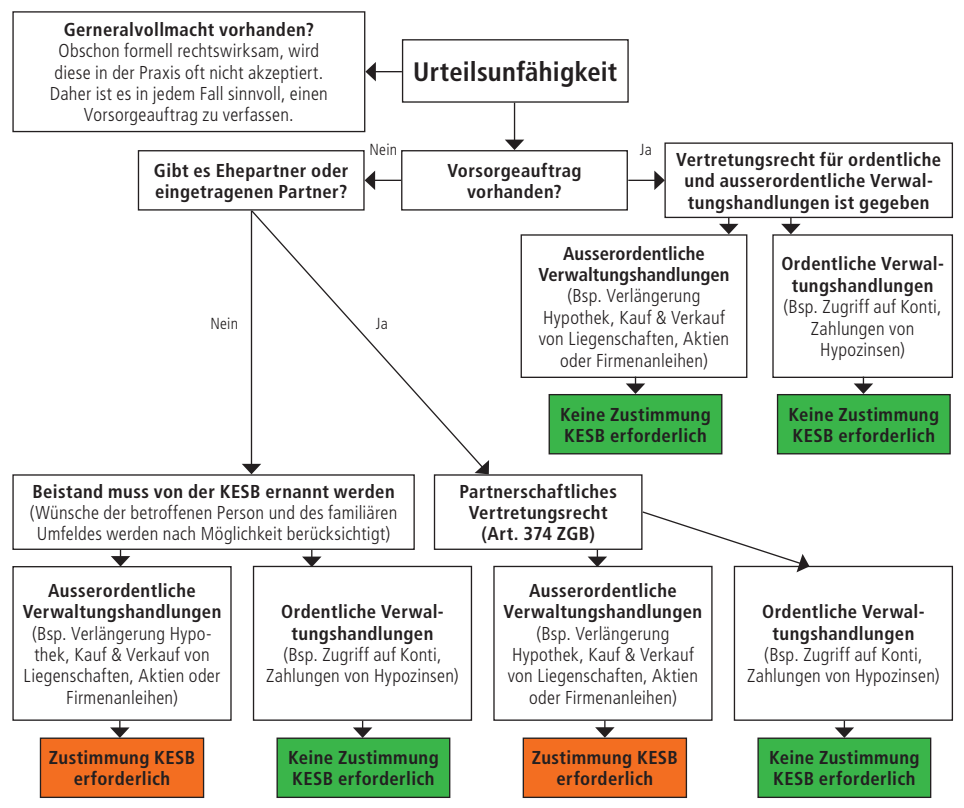 Gerneralvollmacht vorhanden?
Obschon formell rechtswirksam, wird
diese in der Praxis oft nicht akzeptiert.
Daher ist es in jedem Fall sinnvoll, einen
Vorsorgeauftrag zu verfassen.
Urteilsunfähigkeit
Nein
Ja
Gibt es Ehepartner oder
eingetragenen Partner?
Vorsorgeauftrag
vorhanden?
Vertretungsrecht für ordentliche
und ausserordentliche Verwal-
tungshandlungen ist gegeben
Ausserordentliche
Verwaltungshandlungen
(Bsp. Verlängerung
Hypothek, Kauf & Verkauf
von Liegenschaften, Aktien
oder Firmenanleihen)
Ordentliche Verwal-
tungshandlungen
(Bsp. Zugriff auf Konti,
Zahlungen von
Hypozinsen)
Nein
Ja
Keine Zustimmung
KESB erforderlich
Keine Zustimmung
KESB erforderlich
Beistand muss von der KESB ernannt werden
(Wünsche der betroffenen Person und des familiären
Umfeldes werden nach Möglichkeit berücksichtigt)
Partnerschaftliches
Vertretungsrecht
(Art. 374 ZGB)
Ausserordentliche
Verwaltungshandlungen
(Bsp. Verlängerung Hypo-
thek, Kauf & Verkauf von
Liegenschaften, Aktien oder
Firmenanleihen)
Ordentliche Verwal-
tungshandlungen
(Bsp. Zugriff auf Konti,
Zahlungen von Hypozinsen)
Ausserordentliche
Verwaltungshandlungen
(Bsp. Verlängerung
Hypothek, Kauf & Verkauf
von Liegenschaften, Aktien
oder Firmenanleihen)
Ordentliche Verwal-
tungshandlungen
(Bsp. Zugriff auf Konti,
Zahlungen von Hypozinsen)
Zustimmung KESB
erforderlich
Keine Zustimmung
KESB erforderlich
Zustimmung KESB
erforderlich
Keine Zustimmung
KESB erforderlich